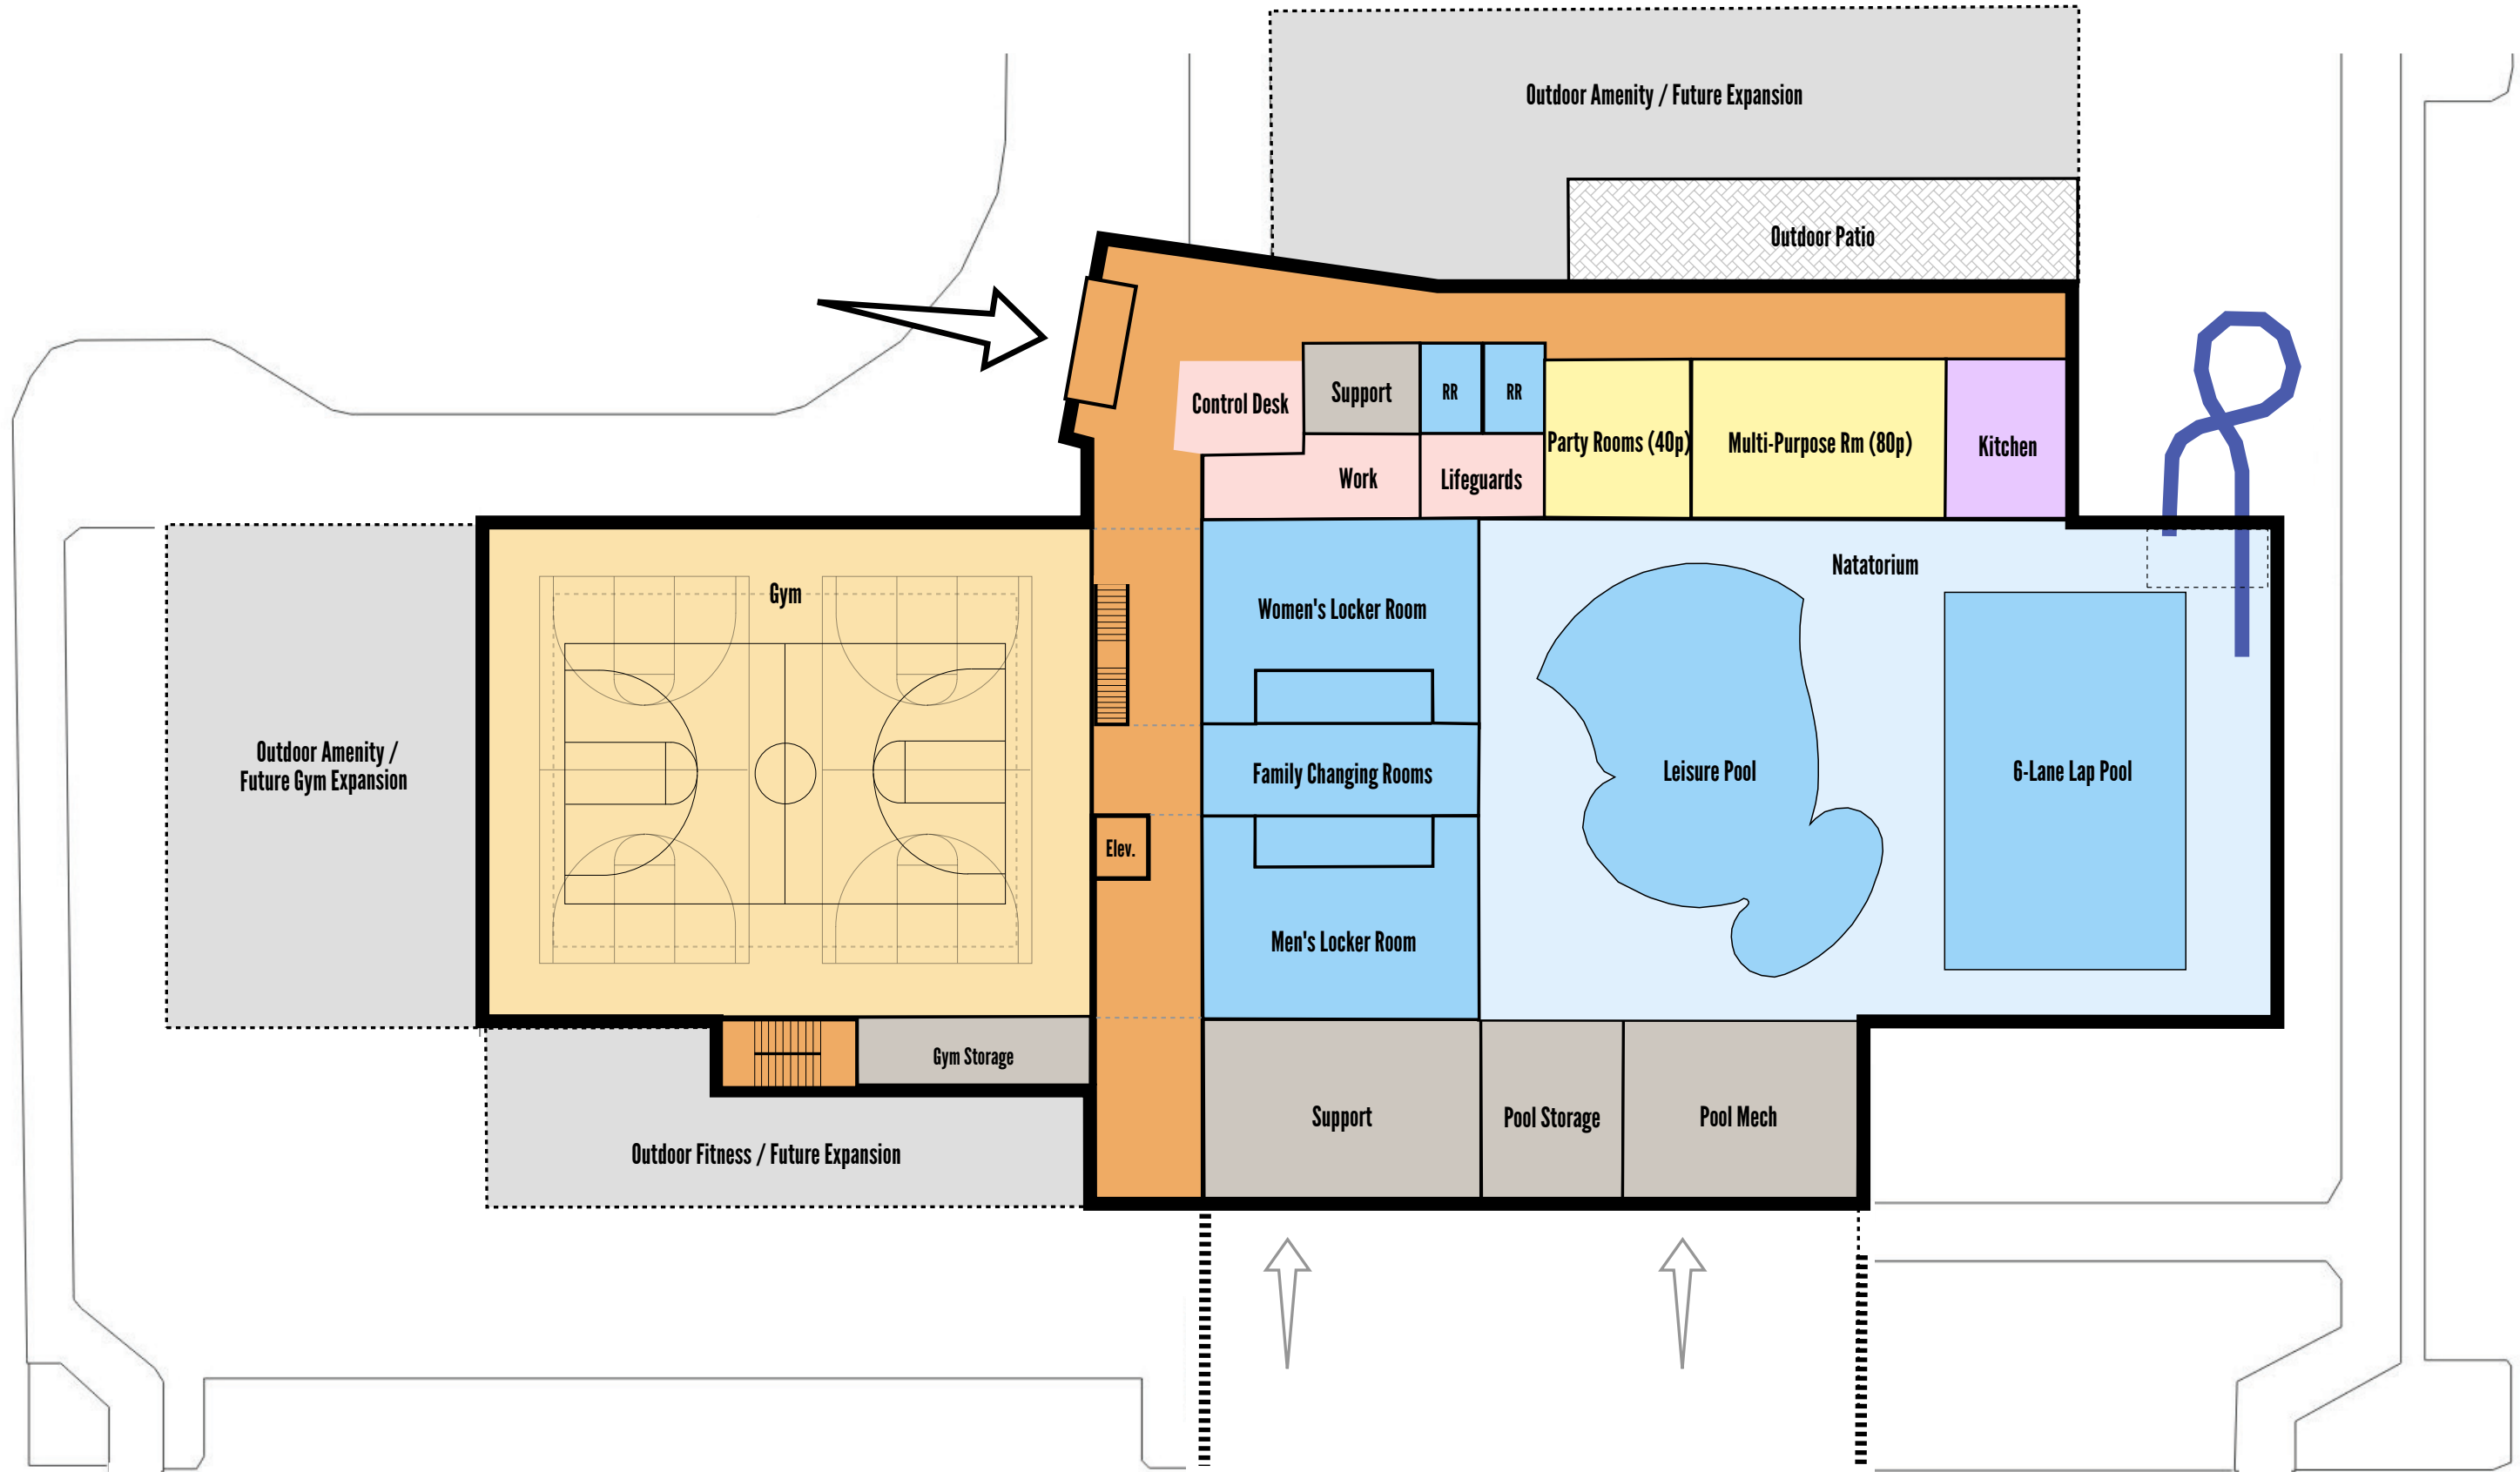 Outdoor Amenity / Future Expansion
Outdoor Patio
Control Desk
Support
RR
RR
Party Rooms (40p)
Multi-Purpose Rm (80p)
Kitchen
Work
Lifeguards
Natatorium
Gym
Women's Locker Room
Outdoor Amenity /
Future Gym Expansion
Family Changing Rooms
Leisure Pool
6-Lane Lap Pool
Elev.
Men's Locker Room
Gym Storage
Support
Pool Storage
Pool Mech
Outdoor Fitness / Future Expansion